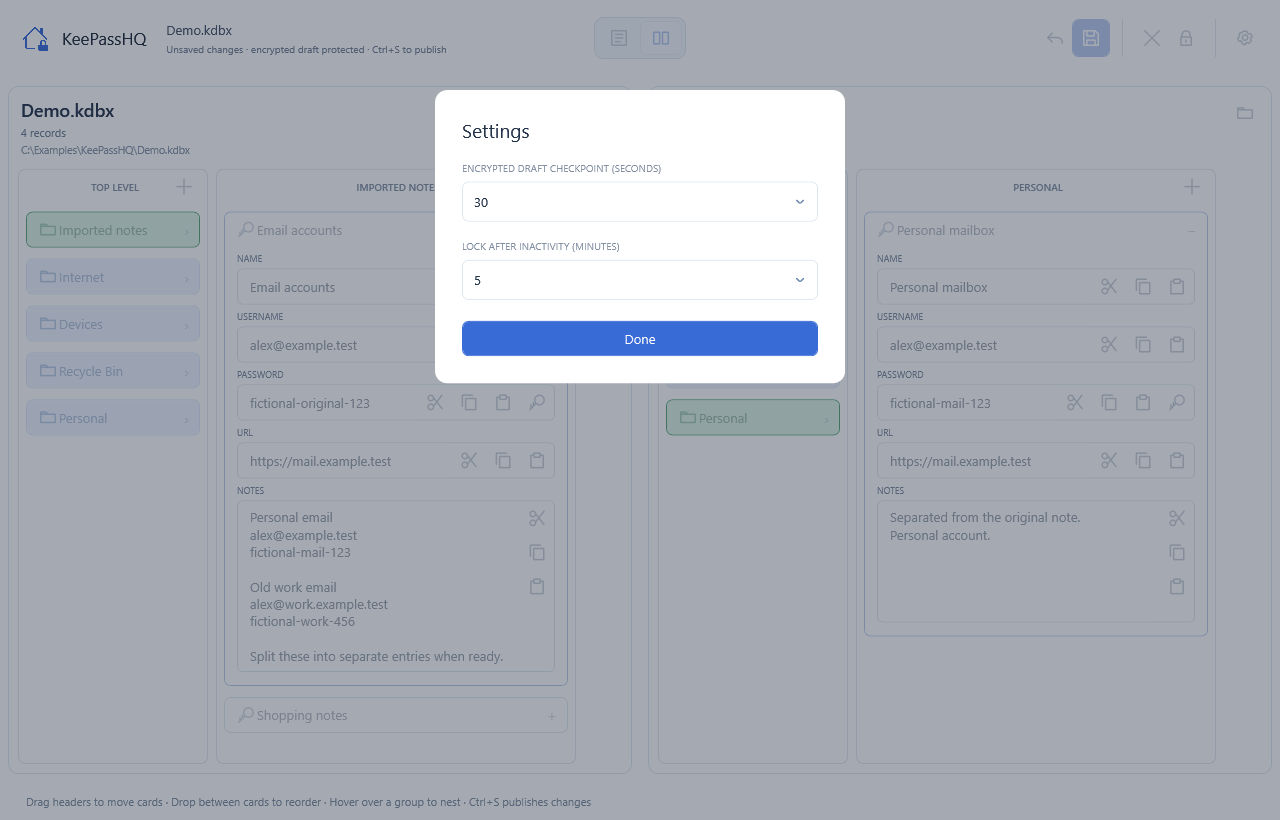 KeePassHQ
Demo.kdbx
Unsaved changes · encrypted draft protected · Ctrl+S to publish
Demo.kdbx
4 records
C:\Examples\KeePassHQ\Demo.kdbx
TOP LEVEL
Imported notes
Internet
Devices
Recycle Bin
Personal
IMPORTED NOTE
Email accounts
NAME
Email accounts
USERNAME
alex@example.test
PASSWORD
fictional-original-123
URL
https://mail.example.test
NOTES
Personal email
alex@example.test
fictional-mail-123
Old work email
alex@work.example.test
fictional-work-456
Split these into separate entries when ready.
Shopping notes
Settings
ENCRYPTED DRAFT CHECKPOINT (SECONDS)
30
LOCK AFTER INACTIVITY (MINUTES)
5
Done
Personal
PERSONAL
Personal mailbox
NAME
Personal mailbox
USERNAME
alex@example.test
PASSWORD
fictional-mail-123
URL
https://mail.example.test
NOTES
Separated from the original note.
Personal account.
Drag headers to move cards · Drop between cards to reorder · Hover over a group to nest · Ctrl+S publishes changes